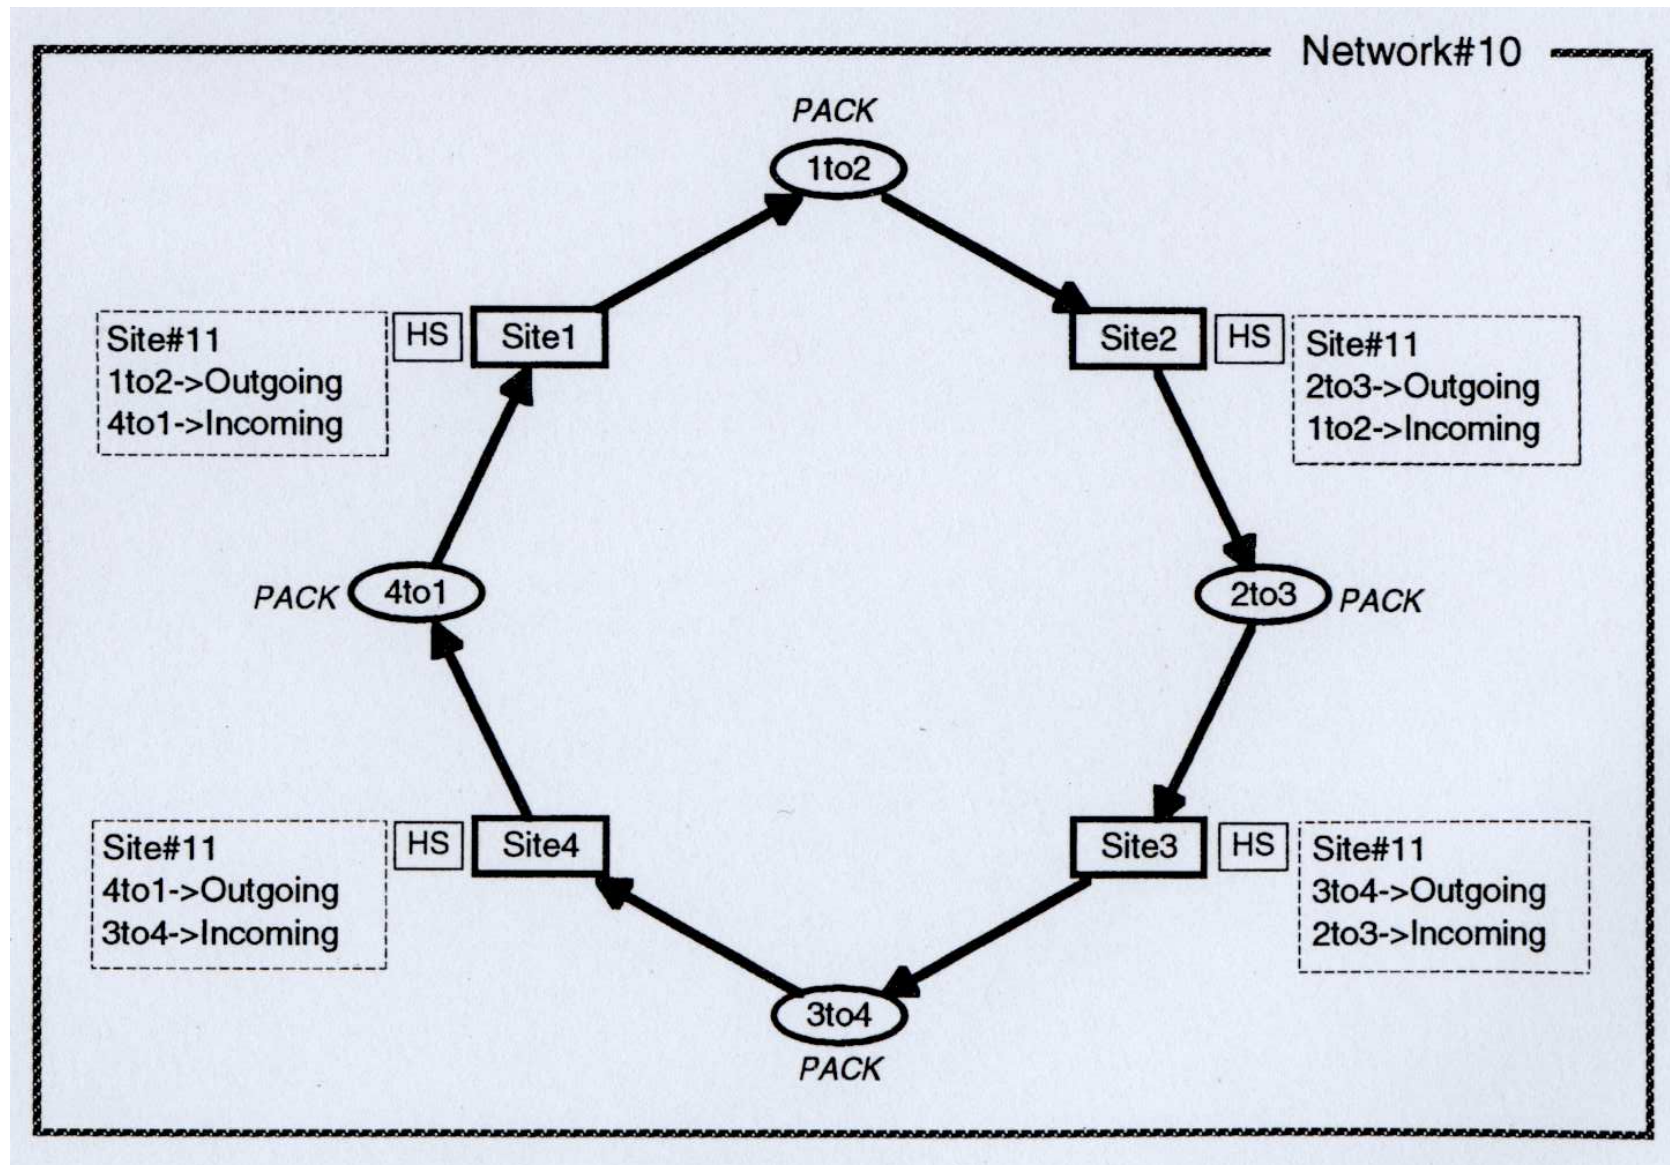 Network#10
PACK
1to2
Site#11
1to2->Outgoing
4to1->Incoming
HS
Site1
Site2
HS
Site#11
2to3->Outgoing
1to2->Incoming
PACK
4to1
2to3
PACK
Site#11
4to1->Outgoing
3to4->Incoming
HS
Site4
Site3
HS
Site#11
3to4->Outgoing
2to3->Incoming
3to4
PACK